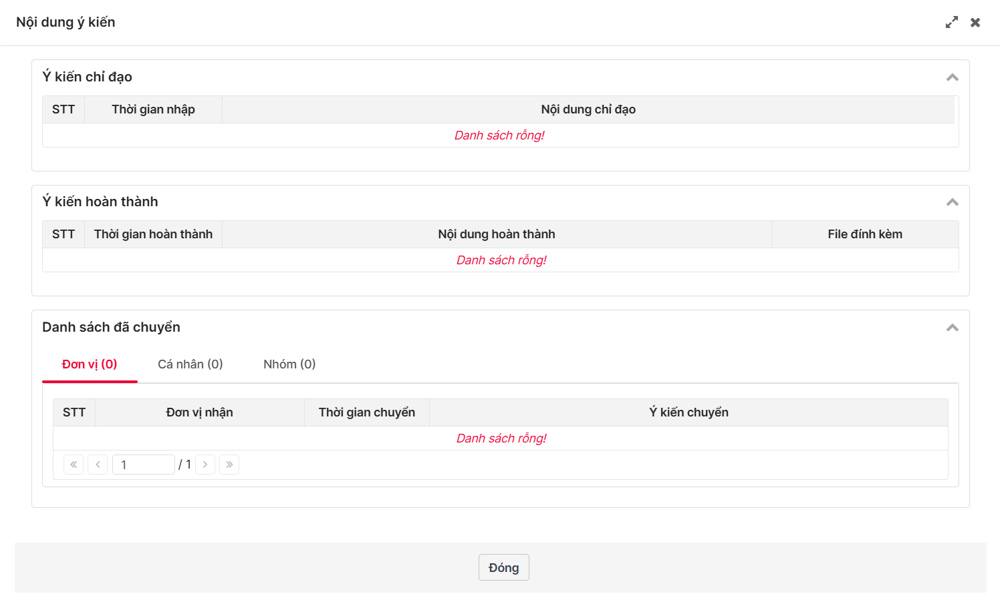 Nội dung ý kiến
Ý kiến chỉ đạo
STT Thời gian nhập Nội dung chỉ đạo
Danh sách rỗng!
Ý kiến hoàn thành
STT Thời gian hoàn thành Nội dung hoàn thành File đính kèm
Danh sách rỗng!
Danh sách đã chuyển
Đơn vị (0) Cá nhân (0) Nhóm (0)
STT Đơn vị nhận Thời gian chuyển Ý kiến chuyển
Danh sách rỗng!
« ‹ 1 / 1 › »
Đóng